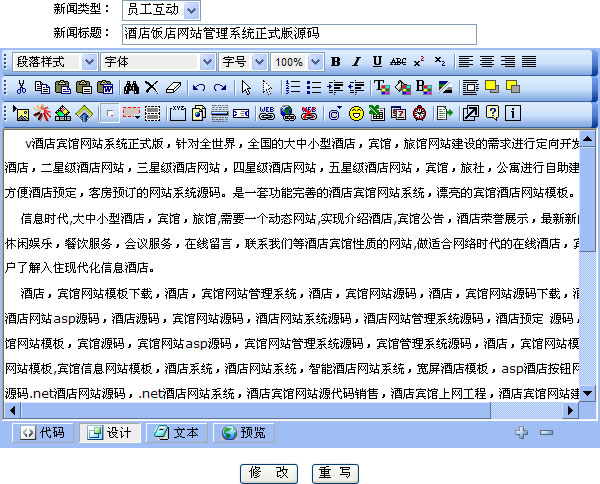 新闻类型： 员工互动
新闻标题： 酒店饭店网站管理系统正式版源码
段落样式 字体 字号 100% B I U ABC x² x₂
v酒店宾馆网站系统正式版，针对全世界，全国的大中小型酒店，宾馆，旅馆网站建设的需求进行定向开发
酒店，二星级酒店网站，三星级酒店网站，四星级酒店网站，五星级酒店网站，宾馆，旅社，公寓进行自助建
方便酒店预定，客房预订的网站系统源码。是一套功能完善的酒店宾馆网站系统，漂亮的宾馆酒店网站模板。
信息时代,大中小型酒店，宾馆，旅馆,需要一个动态网站,实现介绍酒店,宾馆公告，酒店荣誉展示，最新新闻
休闲娱乐，餐饮服务，会议服务，在线留言，联系我们等酒店宾馆性质的网站,做适合网络时代的在线酒店，宾
户了解入住现代化信息酒店。
酒店，宾馆网站模板下载，酒店，宾馆网站管理系统，酒店，宾馆网站源码，酒店，宾馆网站源码下载，酒
酒店网站asp源码，酒店源码，宾馆网站源码，酒店网站系统源码，酒店网站管理系统源码，酒店预定 源码，
馆网站模板，宾馆源码，宾馆网站asp源码，宾馆网站管理系统源码，宾馆管理系统源码，酒店，宾馆网站模
网站模板,宾馆信息网站模板，酒店系统，酒店网站系统，智能酒店网站系统，宽屏酒店模板，asp酒店按钮网
源码.net酒店网站源码，.net酒店网站系统，酒店宾馆网站源代码销售，酒店宾馆上网工程，酒店宾馆网站建
代码 设计 文本 预览
修 改 重 写